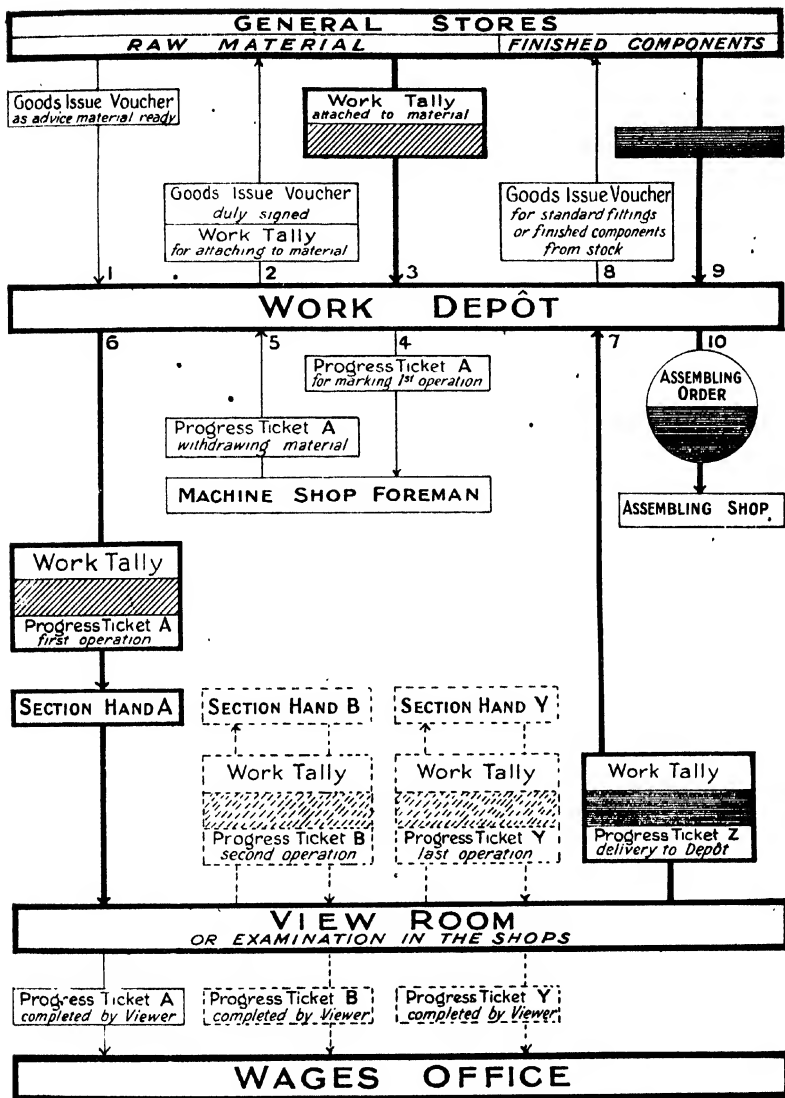 GENERAL STORES
RAW MATERIAL
FINISHED COMPONENTS
Goods Issue Voucher
as advice material ready
Work Tally
attached to material
Goods Issue Voucher
duly signed
Work Tally
for attaching to material
Goods Issue Voucher
for standard fittings
or finished components
from stock
1
2
3
8
9
WORK DEPÔT
6
5
4
7
10
Progress Ticket A
for marking 1st operation
Progress Ticket A
withdrawing material
MACHINE SHOP FOREMAN
ASSEMBLING
ORDER
ASSEMBLING SHOP
Work Tally
Progress Ticket A
first operation
SECTION HAND A
SECTION HAND B
SECTION HAND Y
Work Tally
Progress Ticket B
second operation
Work Tally
Progress Ticket Y
last operation
Work Tally
Progress Ticket Z
delivery to Depôt
VIEW ROOM
OR EXAMINATION IN THE SHOPS
Progress Ticket A
completed by Viewer
Progress Ticket B
completed by Viewer
Progress Ticket Y
completed by Viewer
WAGES OFFICE